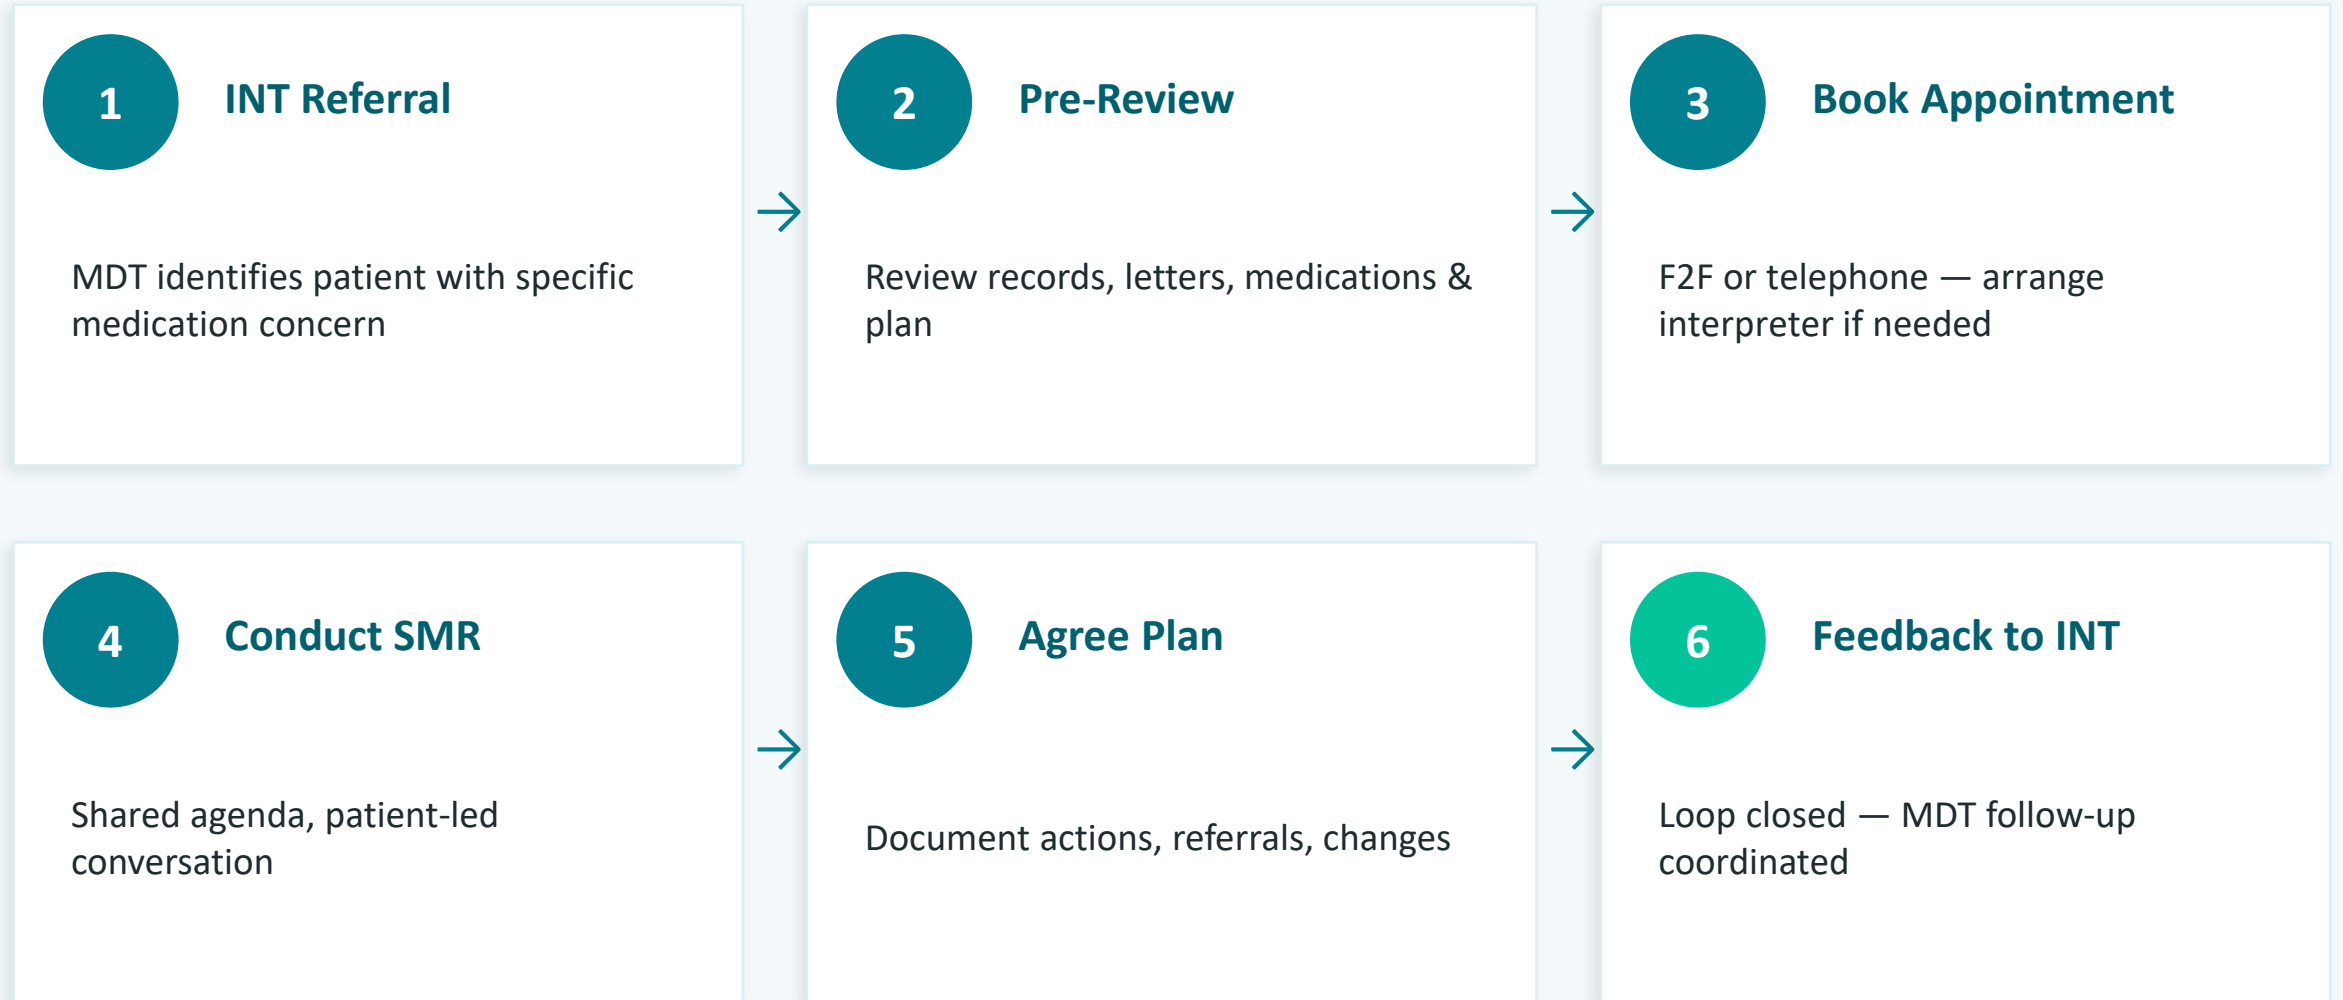 1
INT Referral
MDT identifies patient with specific
medication concern
2
Pre-Review
Review records, letters, medications &
plan
3
Book Appointment
F2F or telephone — arrange
interpreter if needed
4
Conduct SMR
Shared agenda, patient-led
conversation
5
Agree Plan
Document actions, referrals, changes
6
Feedback to INT
Loop closed — MDT follow-up
coordinated